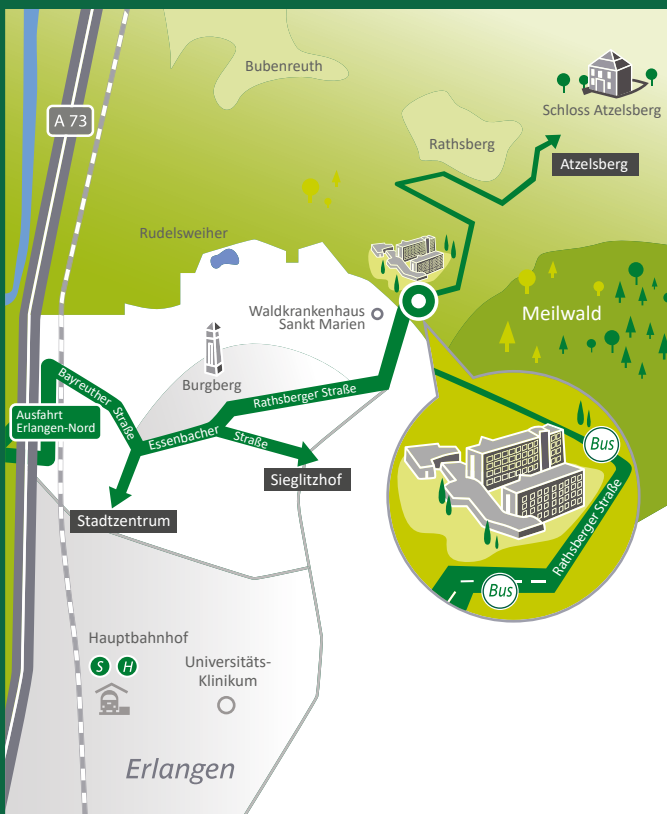 Bubenreuth
A 73
Schloss Atzelsberg
Rathsberg
Atzelsberg
Rudelsweiher
Waldkrankenhaus
Sankt Marien
Meilwald
Burgberg
Bayreuther Straße
Rathsberger Straße
Ausfahrt
Erlangen-Nord
Essenbacher Straße
Sieglitzhof
Stadtzentrum
Bus
Rathsberger Straße
Bus
Hauptbahnhof
S H
Universitäts-
Klinikum
Erlangen